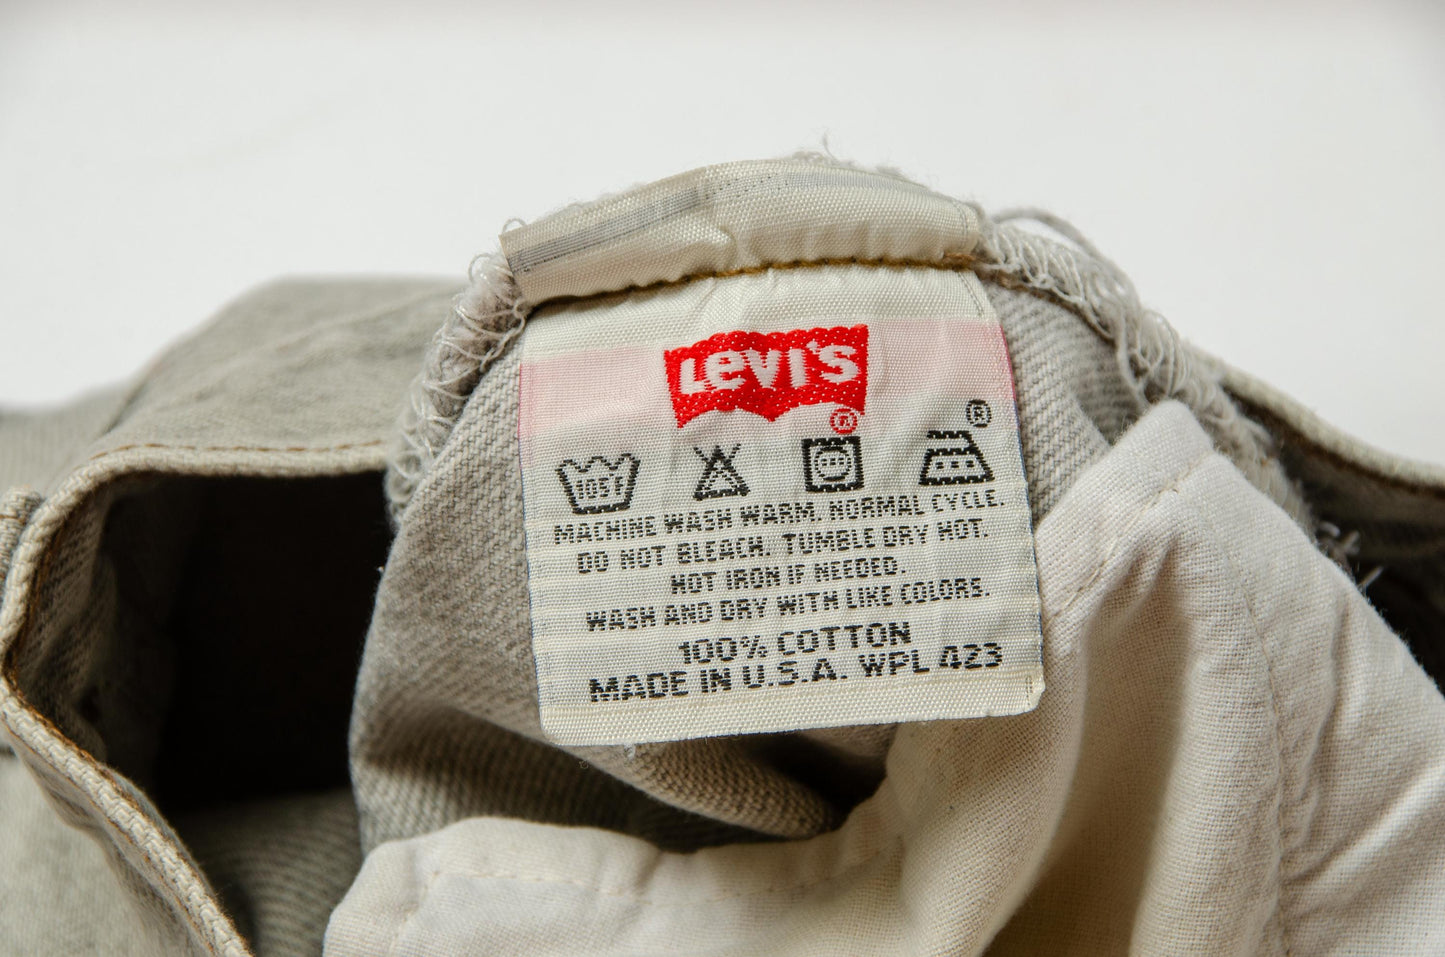 Levi's
®
®
105F
MACHINE WASH WARM. NORMAL CYCLE.
DO NOT BLEACH. TUMBLE DRY HOT.
HOT IRON IF NEEDED.
WASH AND DRY WITH LIKE COLORS.
100% COTTON
MADE IN U.S.A. WPL 423